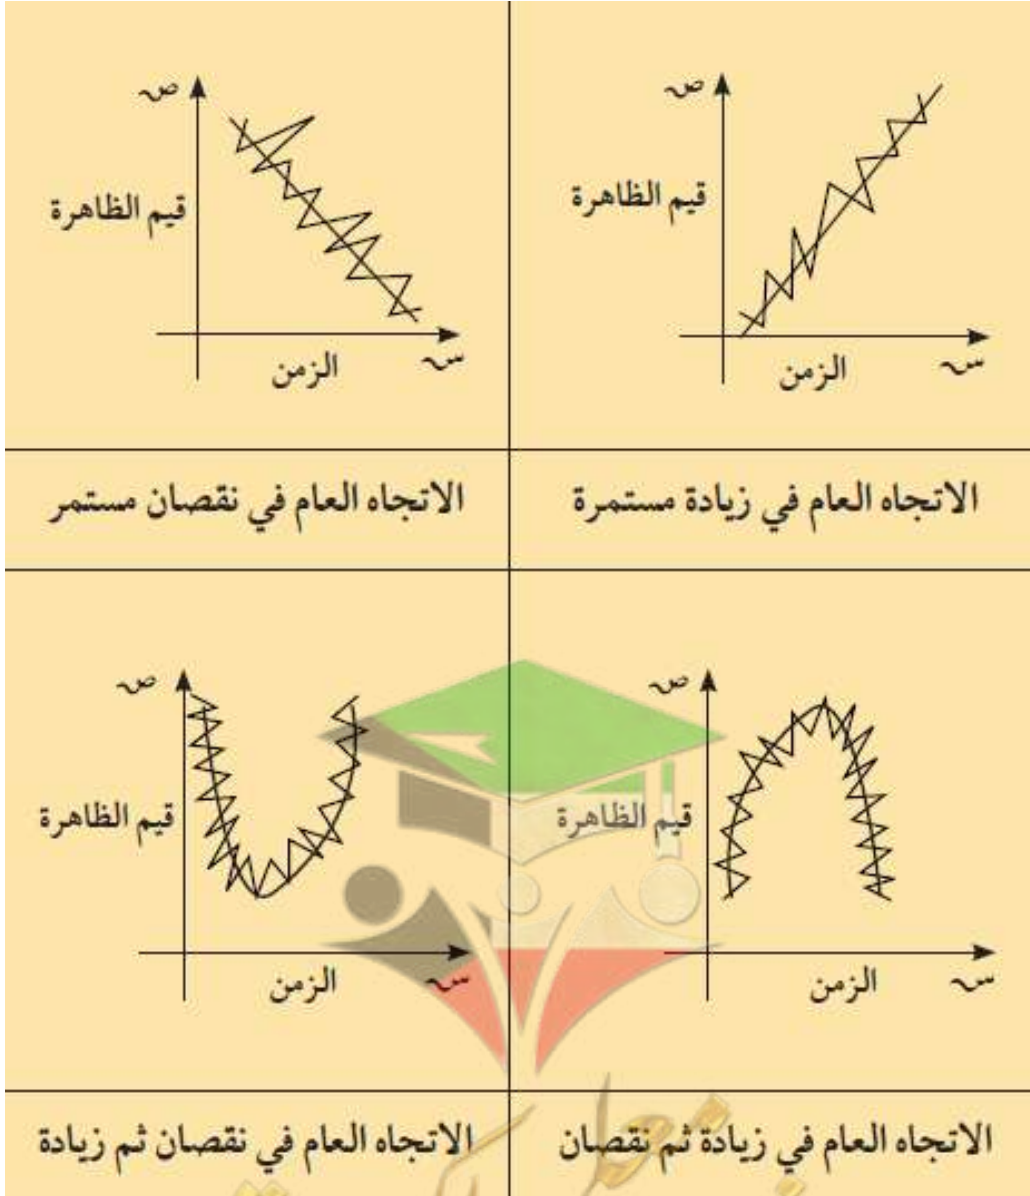 ص
قيم الظاهرة
الزمن
س
ص
قيم الظاهرة
الزمن
س
الاتجاه العام في زيادة مستمرة
الاتجاه العام في نقصان مستمر
ص
قيم الظاهرة
الزمن
س
ص
قيم الظاهرة
الزمن
س
الاتجاه العام في زيادة ثم نقصان
الاتجاه العام في نقصان ثم زيادة